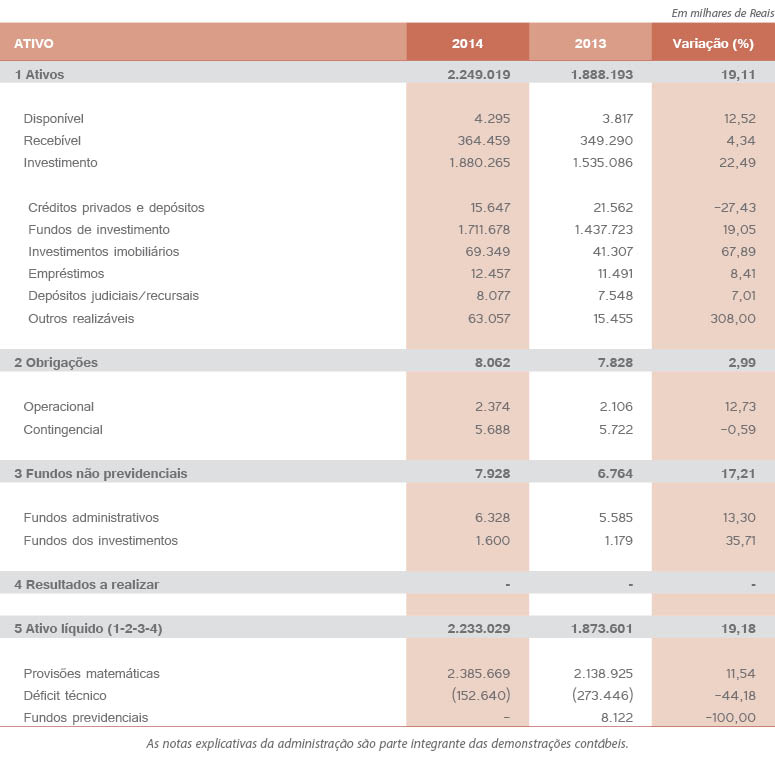 Em milhares de Reais
ATIVO 2014 2013 Variação (%)
1 Ativos 2.249.019 1.888.193 19,11
Disponível 4.295 3.817 12,52
Recebível 364.459 349.290 4,34
Investimento 1.880.265 1.535.086 22,49
Créditos privados e depósitos 15.647 21.562 −27,43
Fundos de investimento 1.711.678 1.437.723 19,05
Investimentos imobiliários 69.349 41.307 67,89
Empréstimos 12.457 11.491 8,41
Depósitos judiciais/recursais 8.077 7.548 7,01
Outros realizáveis 63.057 15.455 308,00
2 Obrigações 8.062 7.828 2,99
Operacional 2.374 2.106 12,73
Contingencial 5.688 5.722 −0,59
3 Fundos não previdenciais 7.928 6.764 17,21
Fundos administrativos 6.328 5.585 13,30
Fundos dos investimentos 1.600 1.179 35,71
4 Resultados a realizar - - -
5 Ativo líquido (1-2-3-4) 2.233.029 1.873.601 19,18
Provisões matemáticas 2.385.669 2.138.925 11,54
Déficit técnico (152.640) (273.446) −44,18
Fundos previdenciais − 8.122 −100,00
As notas explicativas da administração são parte integrante das demonstrações contábeis.